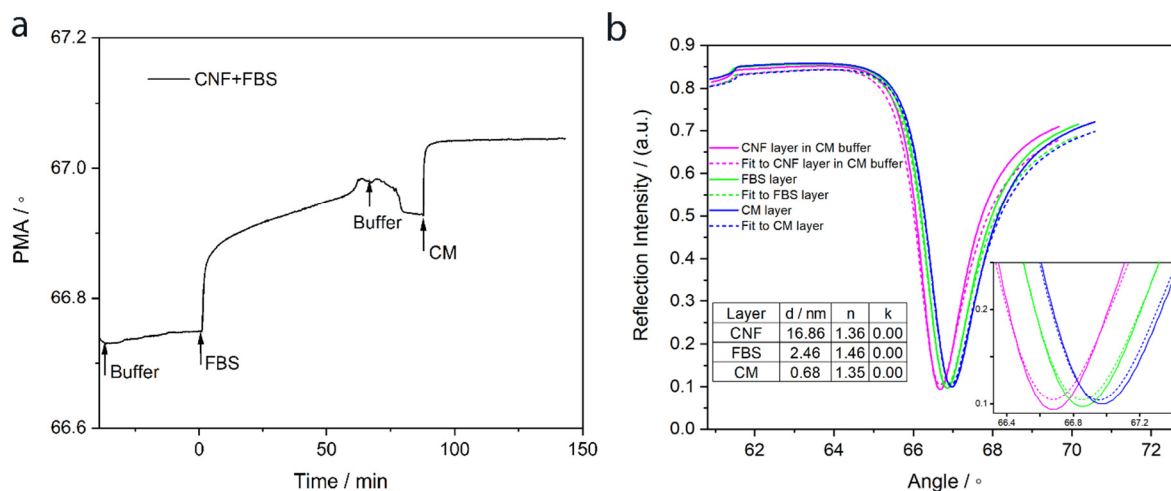 a
67.2
67.0
66.8
66.6
PMA / °
CNF+FBS
Buffer
FBS
Buffer
CM
0
50
100
150
Time / min
b
0.9
0.8
0.7
0.6
0.5
0.4
0.3
0.2
0.1
0.0
Reflection Intensity / (a.u.)
CNF layer in CM buffer
Fit to CNF layer in CM buffer
FBS layer
Fit to FBS layer
CM layer
Fit to CM layer
Layer d / nm n k
CNF 16.86 1.36 0.00
FBS 2.46 1.46 0.00
CM 0.68 1.35 0.00
0.2
0.1
66.4 66.8 67.2
62 64 66 68 70 72
Angle / °